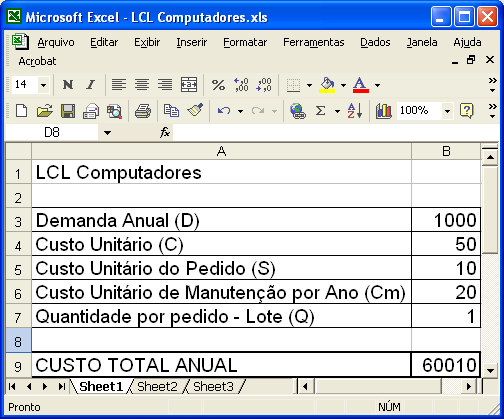 Microsoft Excel - LCL Computadores.xls
Arquivo Editar Exibir Inserir Formatar Ferramentas Dados Janela Ajuda
Acrobat
14 N % ,00
100%
D8 fx
A B
1 LCL Computadores
2
3 Demanda Anual (D) 1000
4 Custo Unitário (C) 50
5 Custo Unitário do Pedido (S) 10
6 Custo Unitário de Manutenção por Ano (Cm) 20
7 Quantidade por pedido - Lote (Q) 1
8
9 CUSTO TOTAL ANUAL 60010
Sheet1 Sheet2 Sheet3
Pronto NÚM